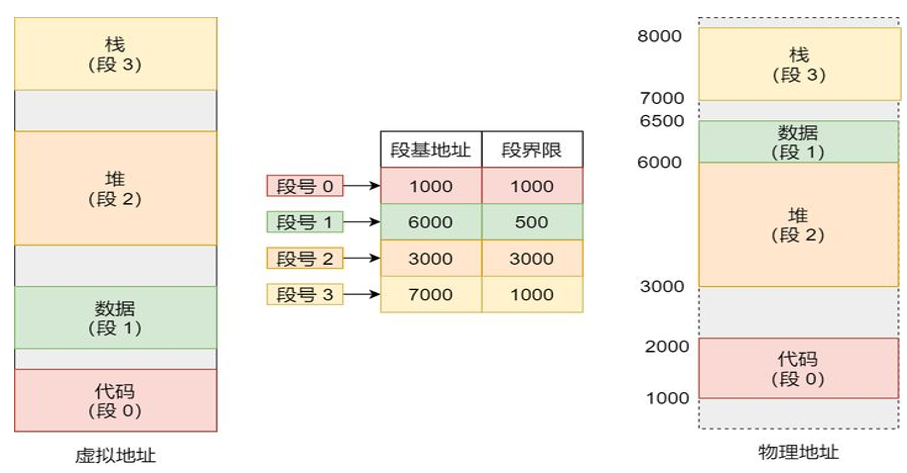 栈
(段 3)
堆
(段 2)
数据
(段 1)
代码
(段 0)
虚拟地址
段基地址 段界限
段号 0 1000 1000
段号 1 6000 500
段号 2 3000 3000
段号 3 7000 1000
8000
栈
(段 3)
7000
6500
数据
(段 1)
6000
堆
(段 2)
3000
2000
代码
(段 0)
1000
物理地址